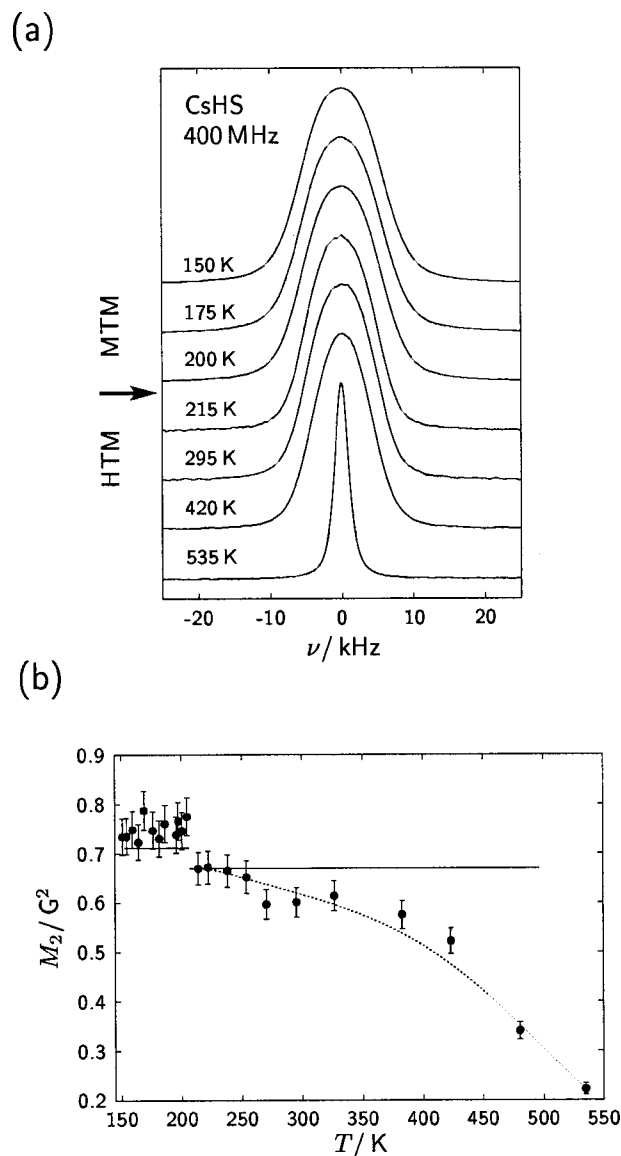 (a)
CsHS
400 MHz
150 K
175 K
200 K
215 K
295 K
420 K
535 K
MTM
HTM
-20 -10 0 10 20
ν/ kHz
(b)
0.9
0.8
0.7
0.6
0.5
0.4
0.3
0.2
M₂/ G²
150 200 250 300 350 400 450 500 550
T/ K